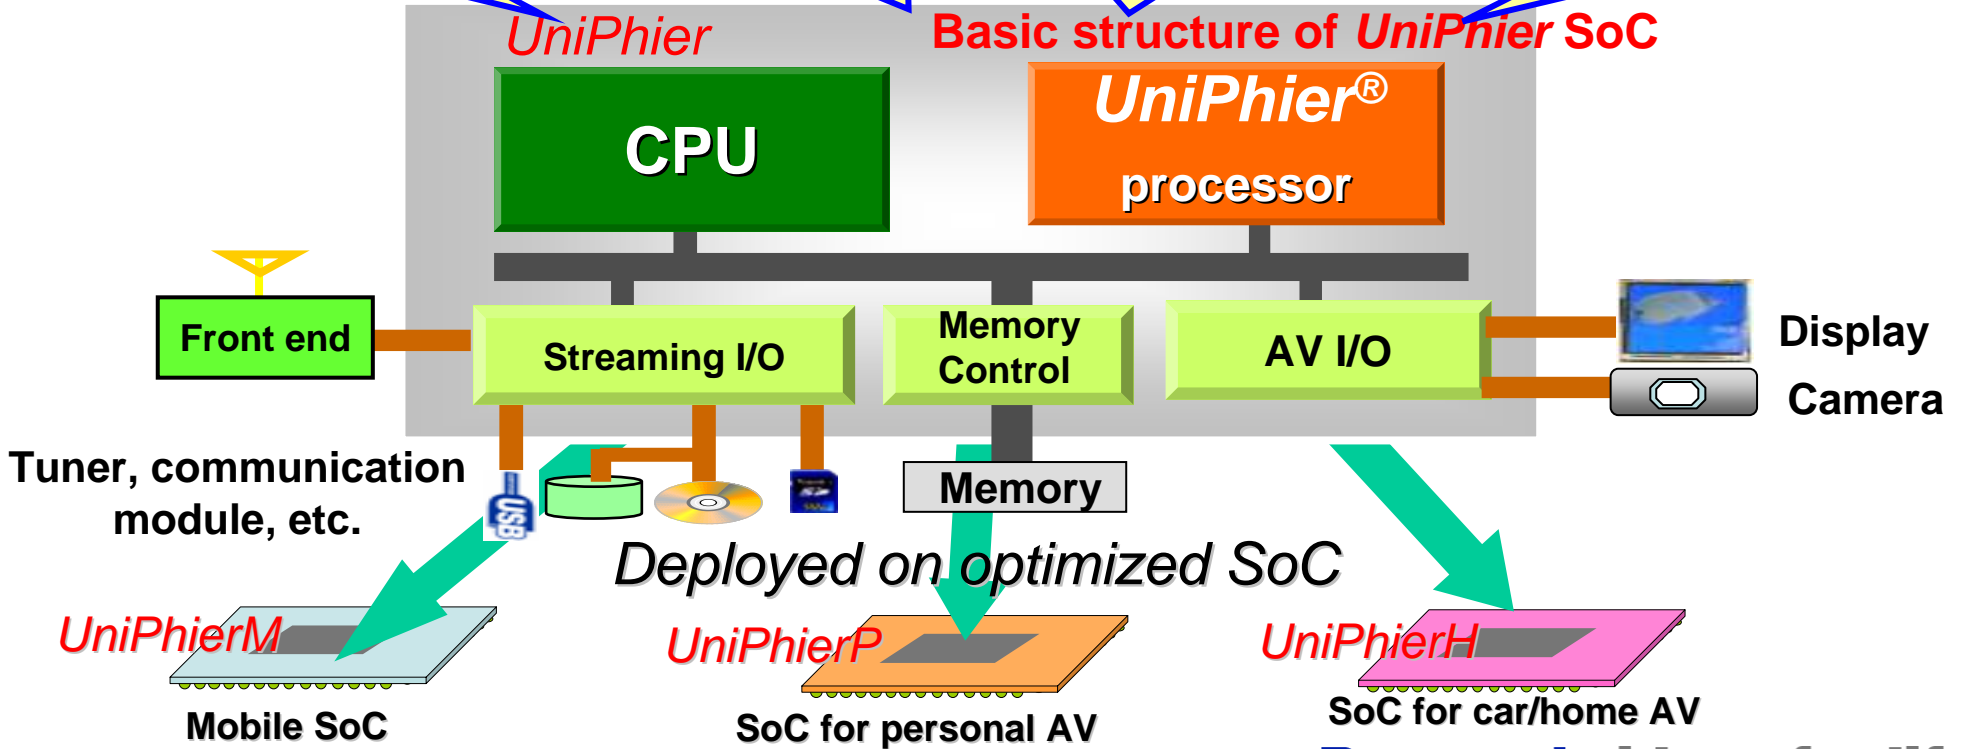 UniPhier
Basic structure of UniPhier SoC
CPU
UniPhier®
processor
Front end
Streaming I/O
Memory
Control
AV I/O
Display
Camera
Tuner, communication
module, etc.
USB
Memory
Deployed on optimized SoC
UniPhierM
UniPhierP
UniPhierH
Mobile SoC
SoC for personal AV
SoC for car/home AV